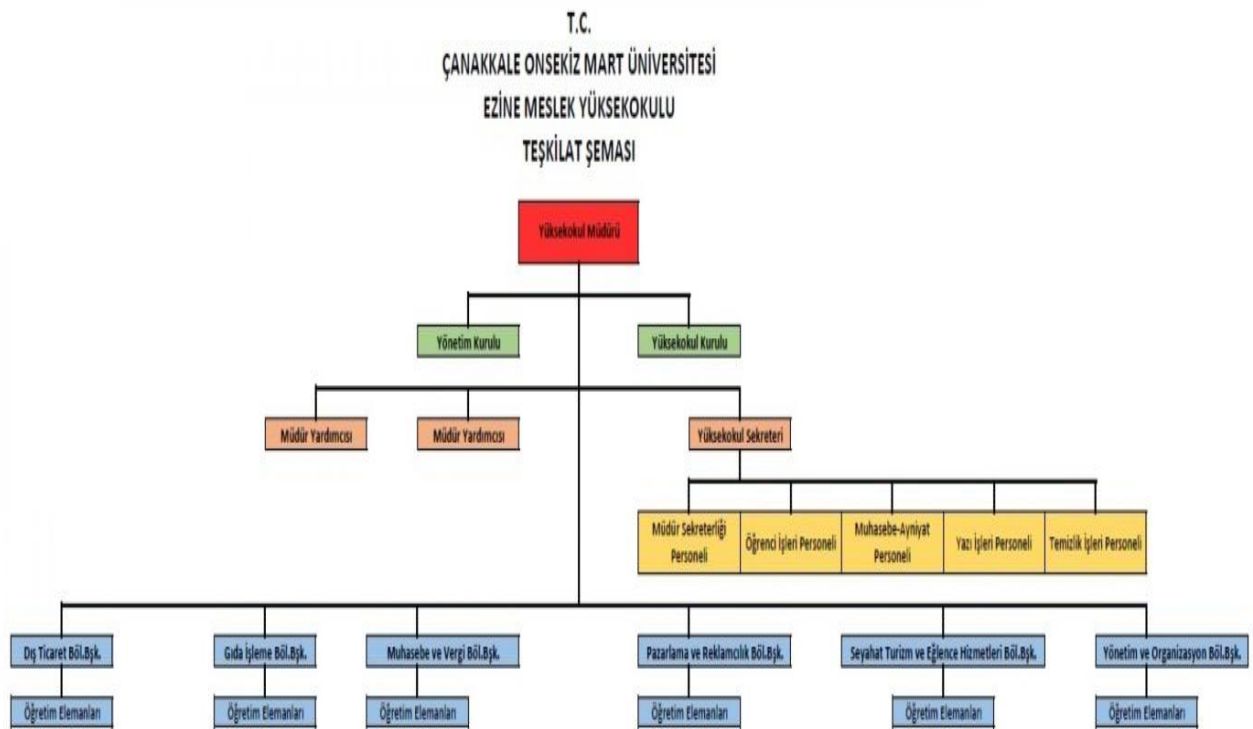 T.C.
ÇANAKKALE ONSEKİZ MART ÜNİVERSİTESİ
EZİNE MESLEK YÜKSEKOKULU
TEŞKİLAT ŞEMASI
Yüksekokul Müdürü
Yönetim Kurulu
Yüksekokul Kurulu
Müdür Yardımcısı
Müdür Yardımcısı
Yüksekokul Sekreteri
Müdür Sekreterliği
Personeli
Öğrenci İşleri Personeli
Muhasebe-Ayniyat
Personeli
Yazı İşleri Personeli
Temizlik İşleri Personeli
Dış Ticaret Böl.Bşk.
Gıda İşleme Böl.Bşk.
Muhasebe ve Vergi Böl.Bşk.
Pazarlama ve Reklamcılık Böl.Bşk.
Seyahat Turizm ve Eğlence Hizmetleri Böl.Bşk.
Yönetim ve Organizasyon Böl.Bşk.
Öğretim Elemanları
Öğretim Elemanları
Öğretim Elemanları
Öğretim Elemanları
Öğretim Elemanları
Öğretim Elemanları